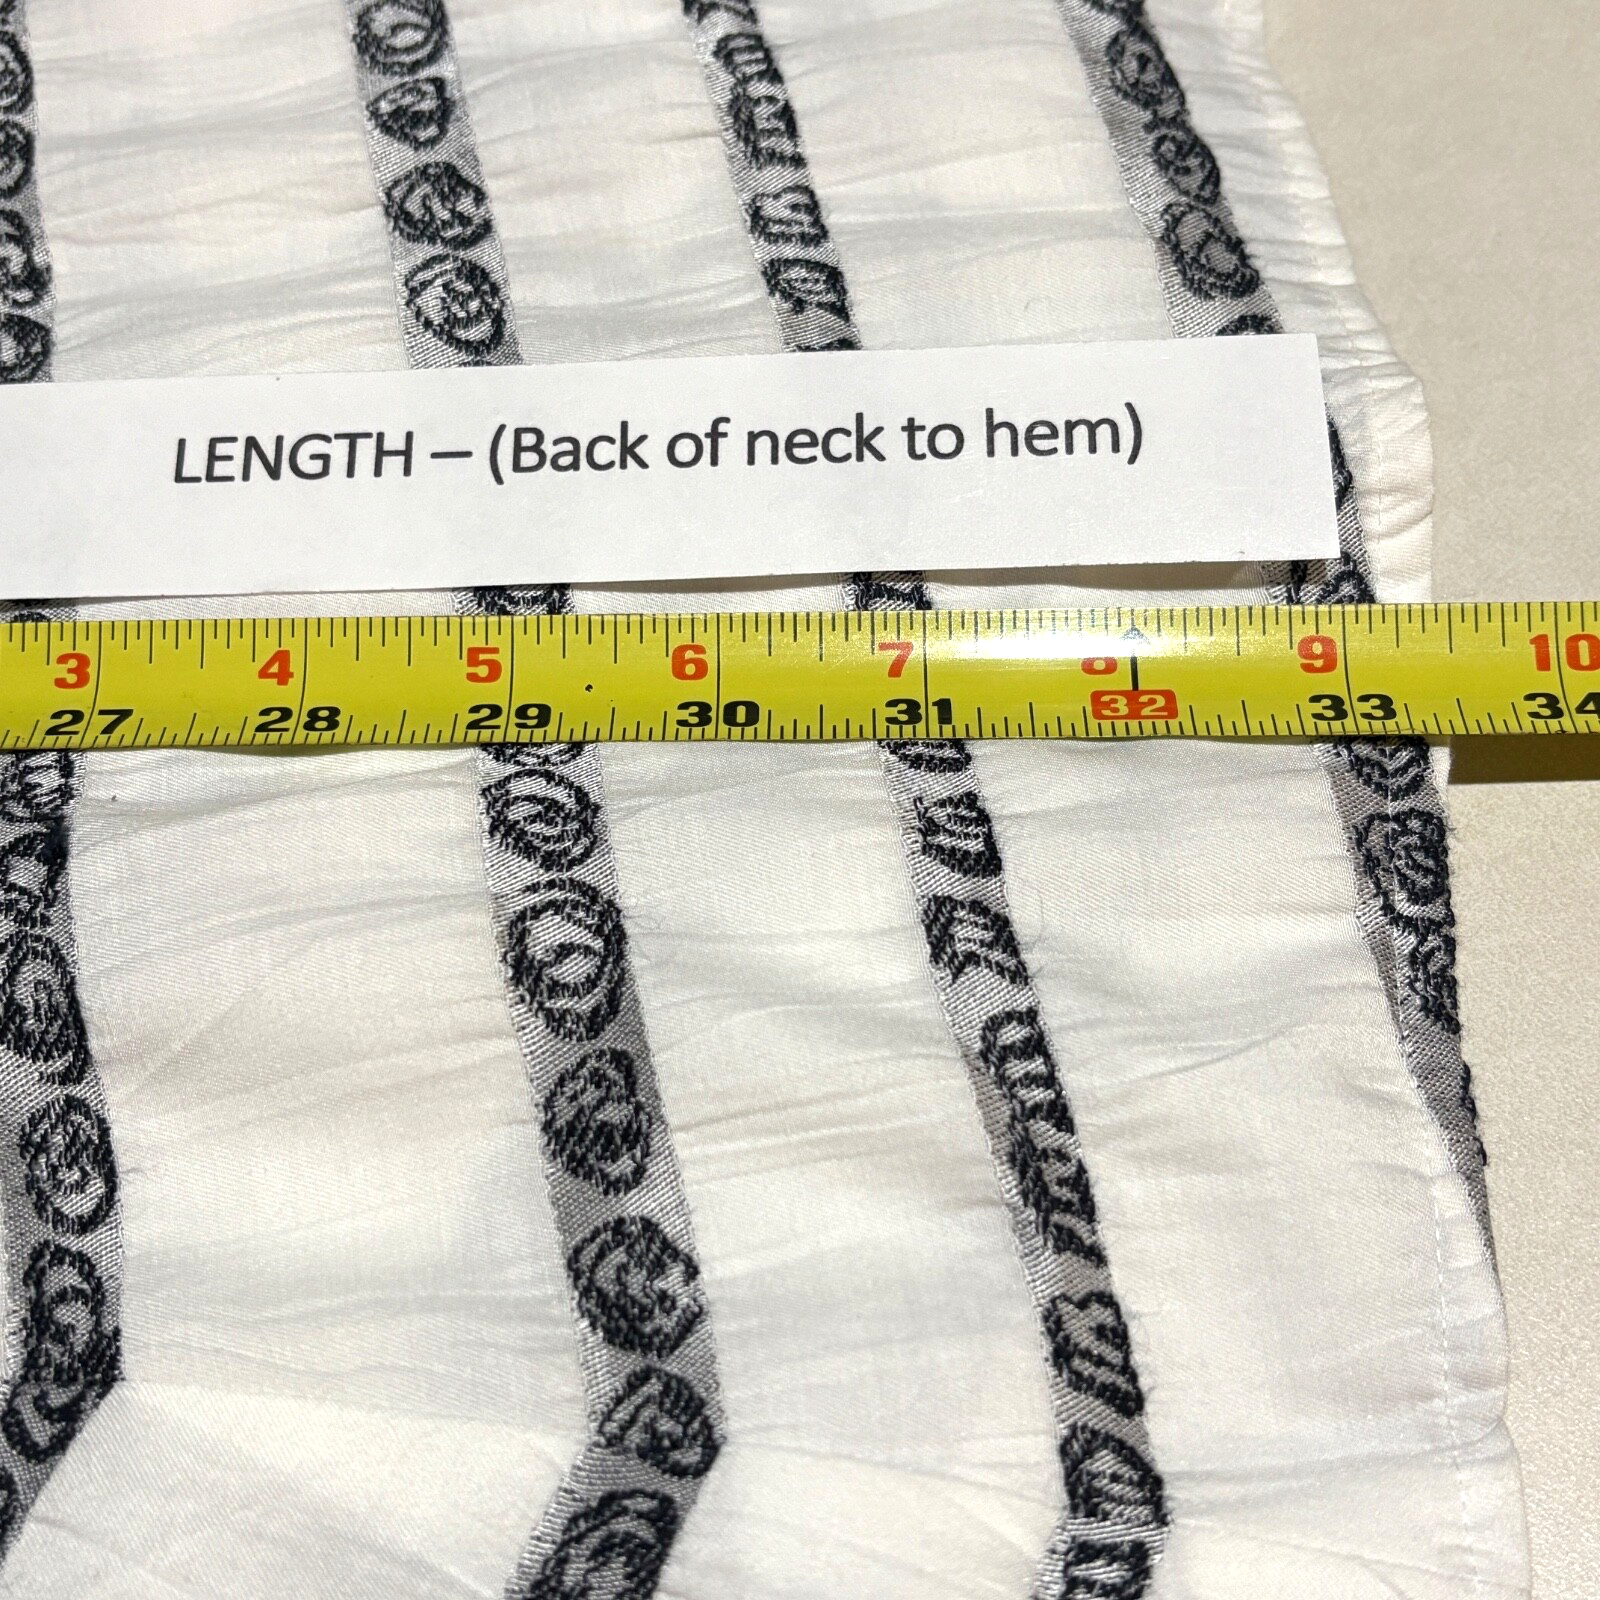 LENGTH – (Back of neck to hem)
3 4 5 6 7 8 9 10
27 28 29 30 31 32 33 34